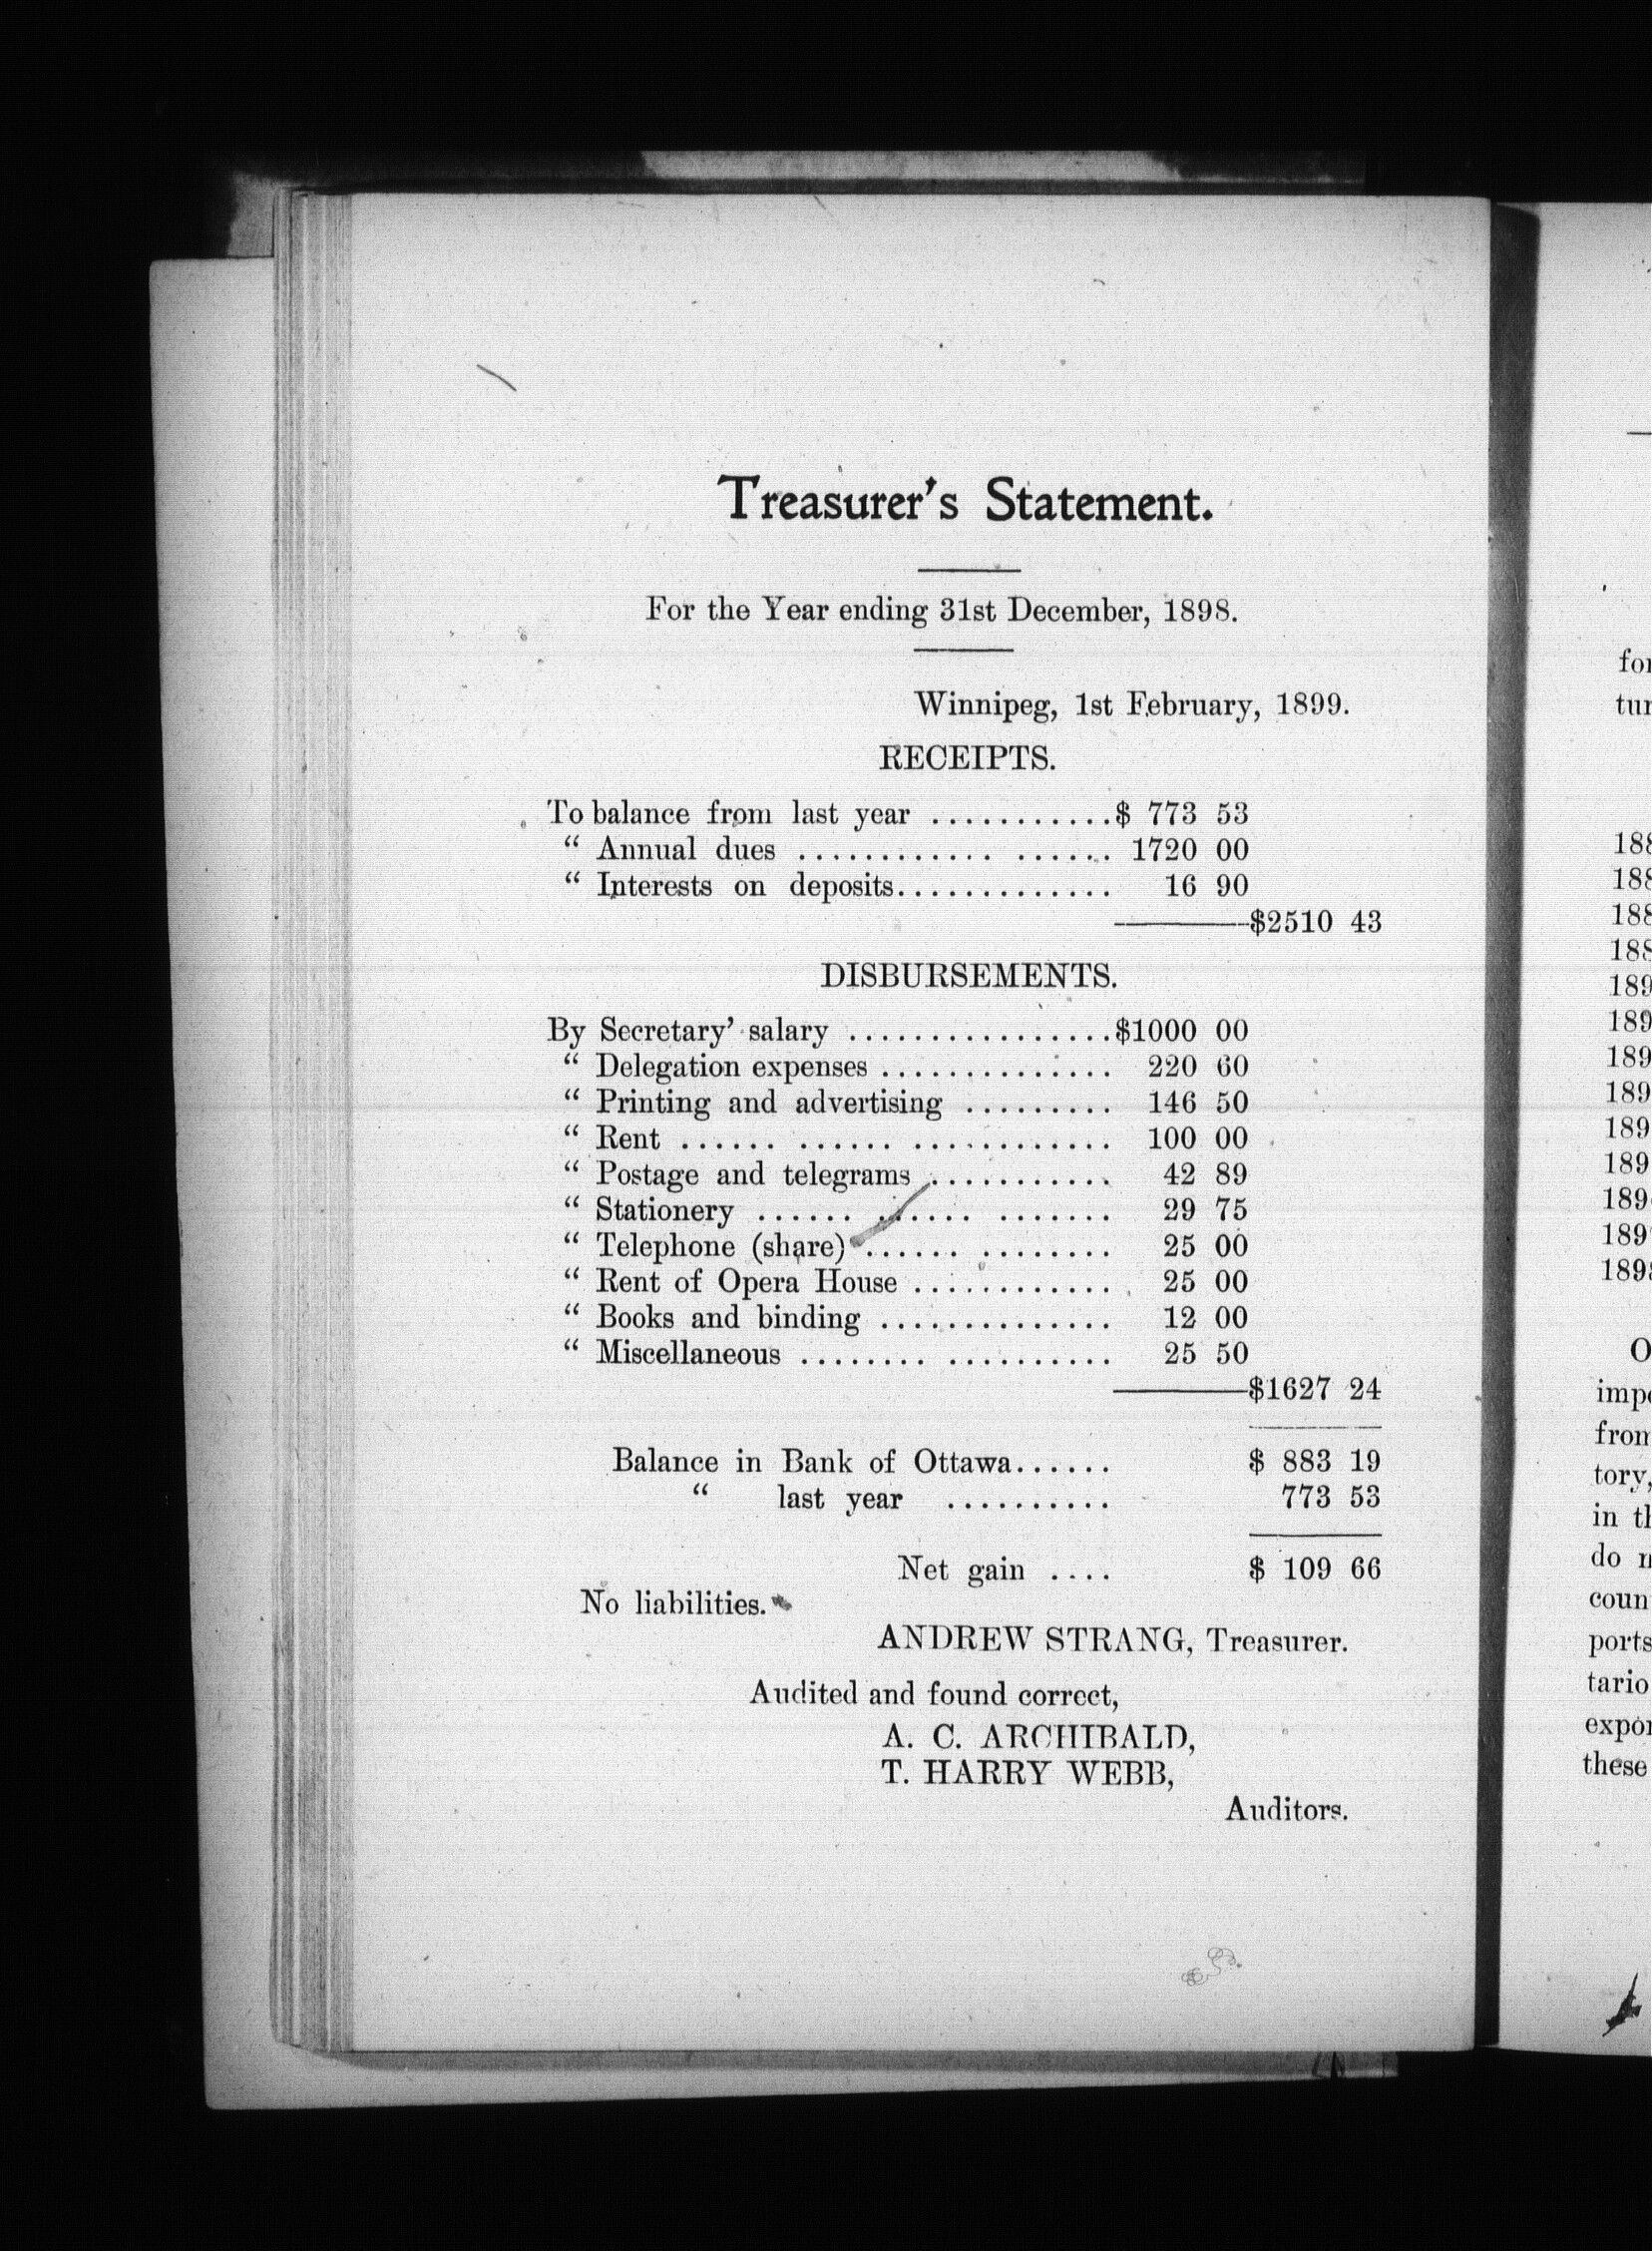 Treasurer's Statement.
For the Year ending 31st December, 1898.
Winnipeg, 1st February, 1899.
RECEIPTS.
To balance from last year ...........$ 773 53
“ Annual dues ............ ...... 1720 00
“ Interests on deposits............. 16 90
$2510 43
DISBURSEMENTS.
By Secretary' salary ................$1000 00
“ Delegation expenses .............. 220 60
“ Printing and advertising ......... 146 50
“ Rent ...... ...... ............ 100 00
“ Postage and telegrams ........... 42 89
“ Stationery ...... ...... ....... 29 75
“ Telephone (share) ...... ........ 25 00
“ Rent of Opera House ............ 25 00
“ Books and binding .............. 12 00
“ Miscellaneous ........ .......... 25 50
$1627 24
Balance in Bank of Ottawa...... $ 883 19
“ last year .......... 773 53
Net gain .... $ 109 66
No liabilities.
ANDREW STRANG, Treasurer.
Audited and found correct,
A. C. ARCHIBALD,
T. HARRY WEBB,
Auditors.
in
do
these